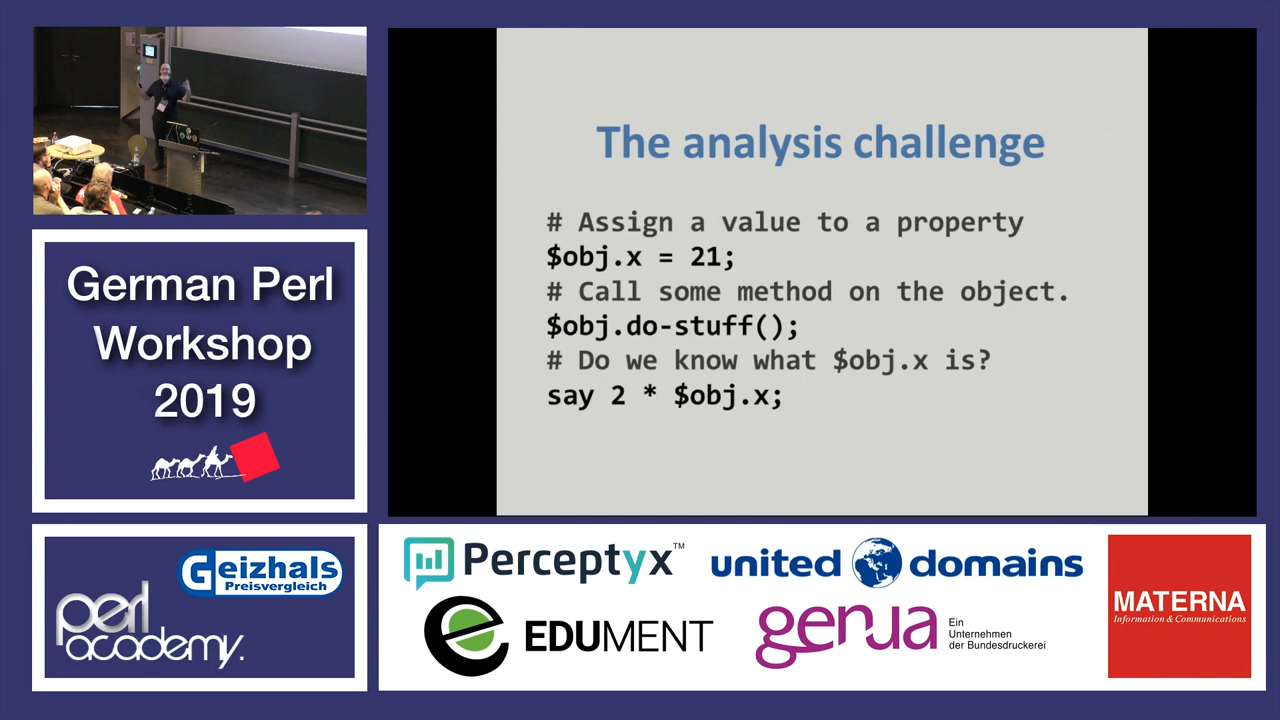 The analysis challenge
# Assign a value to a property
$obj.x = 21;
# Call some method on the object.
$obj.do-stuff();
# Do we know what $obj.x is?
say 2 * $obj.x;
German Perl
Workshop
2019
Geizhals
Preisvergleich
perl
academy.
Perceptyx™
united domains
EDUMENT
genua
Ein
Unternehmen
der Bundesdruckerei
MATERNA
Information & Communications